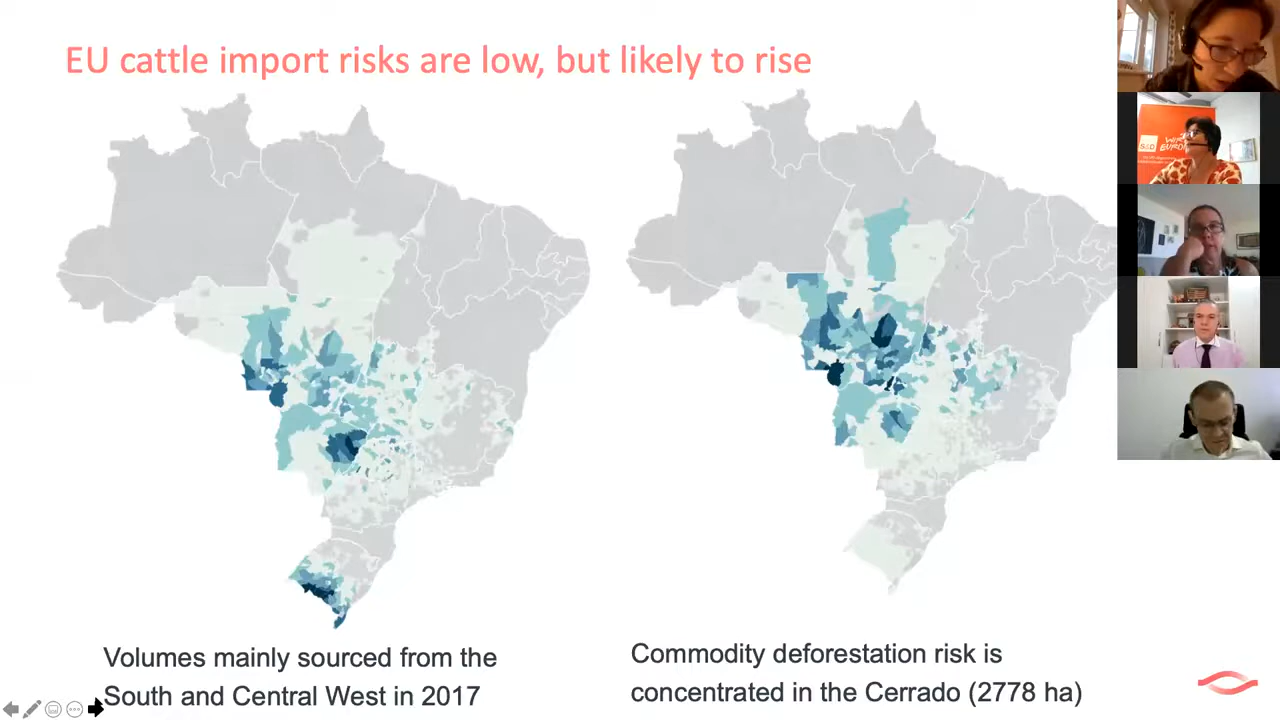 EU cattle import risks are low, but likely to rise
Volumes mainly sourced from the
South and Central West in 2017
Commodity deforestation risk is
concentrated in the Cerrado (2778 ha)
S&D